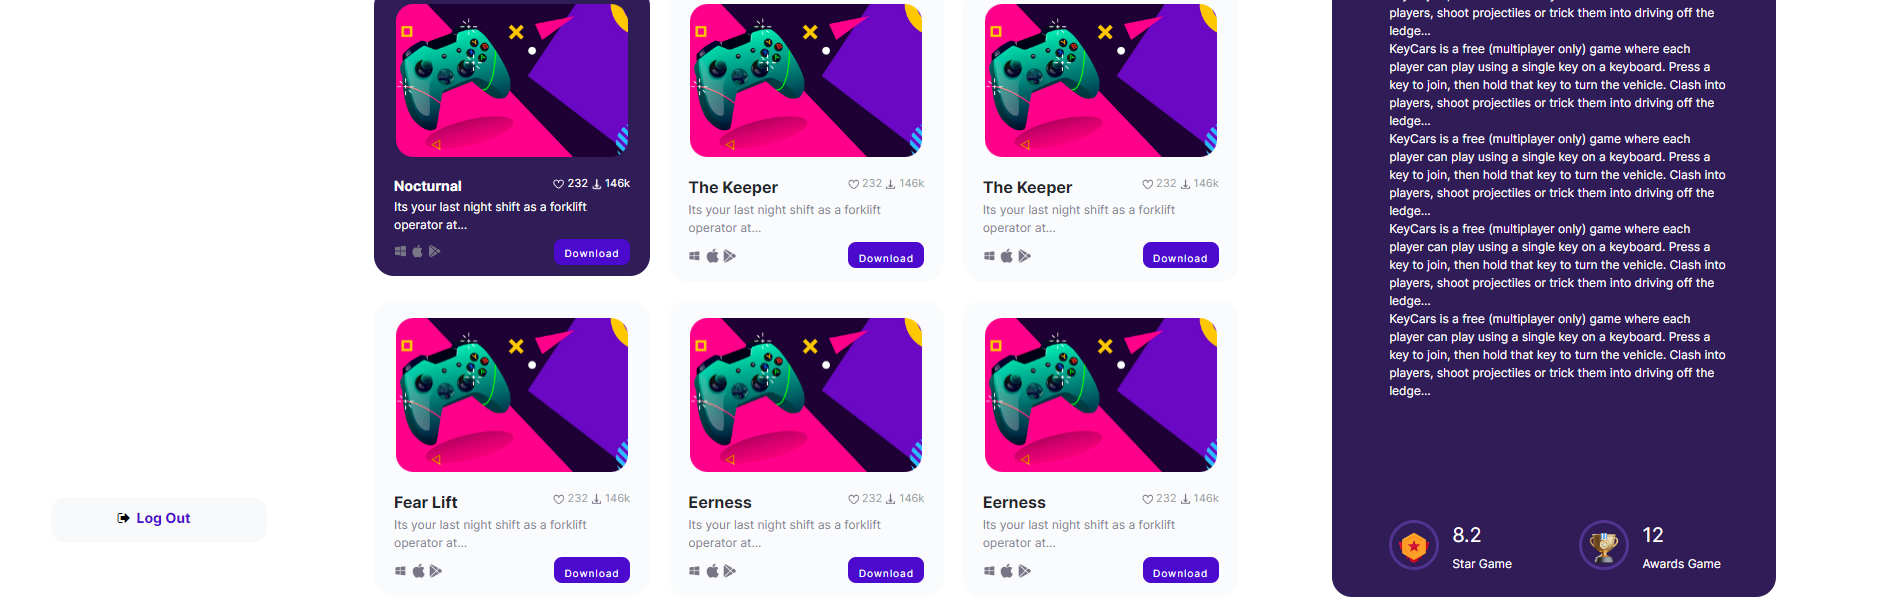 Nocturnal
232 146k
Its your last night shift as a forklift
operator at...
Download
The Keeper
232 146k
Its your last night shift as a forklift
operator at...
Download
The Keeper
232 146k
Its your last night shift as a forklift
operator at...
Download
Fear Lift
232 146k
Its your last night shift as a forklift
operator at...
Download
Eerness
232 146k
Its your last night shift as a forklift
operator at...
Download
Eerness
232 146k
Its your last night shift as a forklift
operator at...
Download
Log Out
players, shoot projectiles or trick them into driving off the
ledge...
KeyCars is a free (multiplayer only) game where each
player can play using a single key on a keyboard. Press a
key to join, then hold that key to turn the vehicle. Clash into
players, shoot projectiles or trick them into driving off the
ledge...
KeyCars is a free (multiplayer only) game where each
player can play using a single key on a keyboard. Press a
key to join, then hold that key to turn the vehicle. Clash into
players, shoot projectiles or trick them into driving off the
ledge...
KeyCars is a free (multiplayer only) game where each
player can play using a single key on a keyboard. Press a
key to join, then hold that key to turn the vehicle. Clash into
players, shoot projectiles or trick them into driving off the
ledge...
KeyCars is a free (multiplayer only) game where each
player can play using a single key on a keyboard. Press a
key to join, then hold that key to turn the vehicle. Clash into
players, shoot projectiles or trick them into driving off the
ledge...
8.2
Star Game
12
Awards Game